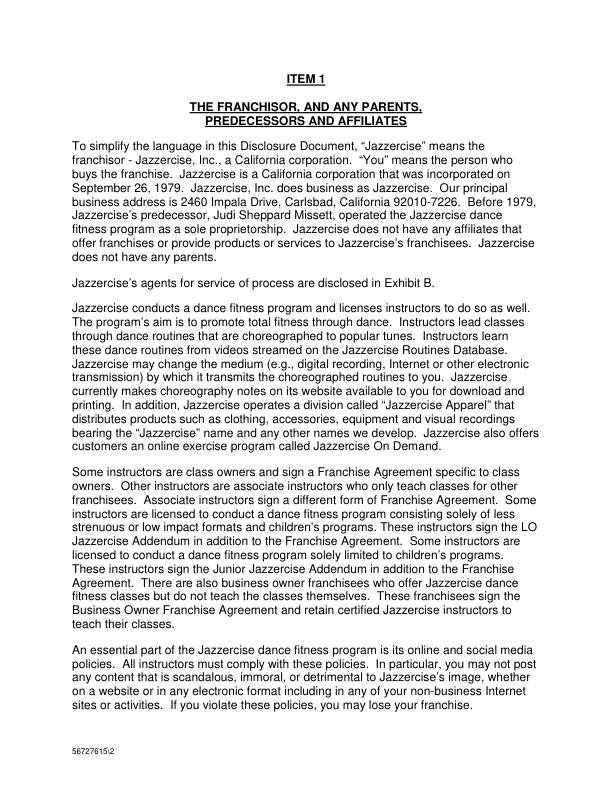 ITEM 1
THE FRANCHISOR, AND ANY PARENTS,
PREDECESSORS AND AFFILIATES
To simplify the language in this Disclosure Document, “Jazzercise” means the
franchisor - Jazzercise, Inc., a California corporation.  “You” means the person who
buys the franchise.  Jazzercise is a California corporation that was incorporated on
September 26, 1979.  Jazzercise, Inc. does business as Jazzercise.  Our principal
business address is 2460 Impala Drive, Carlsbad, California 92010-7226.  Before 1979,
Jazzercise’s predecessor, Judi Sheppard Missett, operated the Jazzercise dance
fitness program as a sole proprietorship.  Jazzercise does not have any affiliates that
offer franchises or provide products or services to Jazzercise’s franchisees.  Jazzercise
does not have any parents.
Jazzercise’s agents for service of process are disclosed in Exhibit B.
Jazzercise conducts a dance fitness program and licenses instructors to do so as well.
The program’s aim is to promote total fitness through dance.  Instructors lead classes
through dance routines that are choreographed to popular tunes.  Instructors learn
these dance routines from videos streamed on the Jazzercise Routines Database.
Jazzercise may change the medium (e.g., digital recording, Internet or other electronic
transmission) by which it transmits the choreographed routines to you.  Jazzercise
currently makes choreography notes on its website available to you for download and
printing.  In addition, Jazzercise operates a division called “Jazzercise Apparel” that
distributes products such as clothing, accessories, equipment and visual recordings
bearing the “Jazzercise” name and any other names we develop.  Jazzercise also offers
customers an online exercise program called Jazzercise On Demand.
Some instructors are class owners and sign a Franchise Agreement specific to class
owners.  Other instructors are associate instructors who only teach classes for other
franchisees.  Associate instructors sign a different form of Franchise Agreement.  Some
instructors are licensed to conduct a dance fitness program consisting solely of less
strenuous or low impact formats and children’s programs. These instructors sign the LO
Jazzercise Addendum in addition to the Franchise Agreement.  Some instructors are
licensed to conduct a dance fitness program solely limited to children’s programs.
These instructors sign the Junior Jazzercise Addendum in addition to the Franchise
Agreement.  There are also business owner franchisees who offer Jazzercise dance
fitness classes but do not teach the classes themselves.  These franchisees sign the
Business Owner Franchise Agreement and retain certified Jazzercise instructors to
teach their classes.
An essential part of the Jazzercise dance fitness program is its online and social media
policies.  All instructors must comply with these policies.  In particular, you may not post
any content that is scandalous, immoral, or detrimental to Jazzercise’s image, whether
on a website or in any electronic format including in any of your non-business Internet
sites or activities.  If you violate these policies, you may lose your franchise.
56727615\2